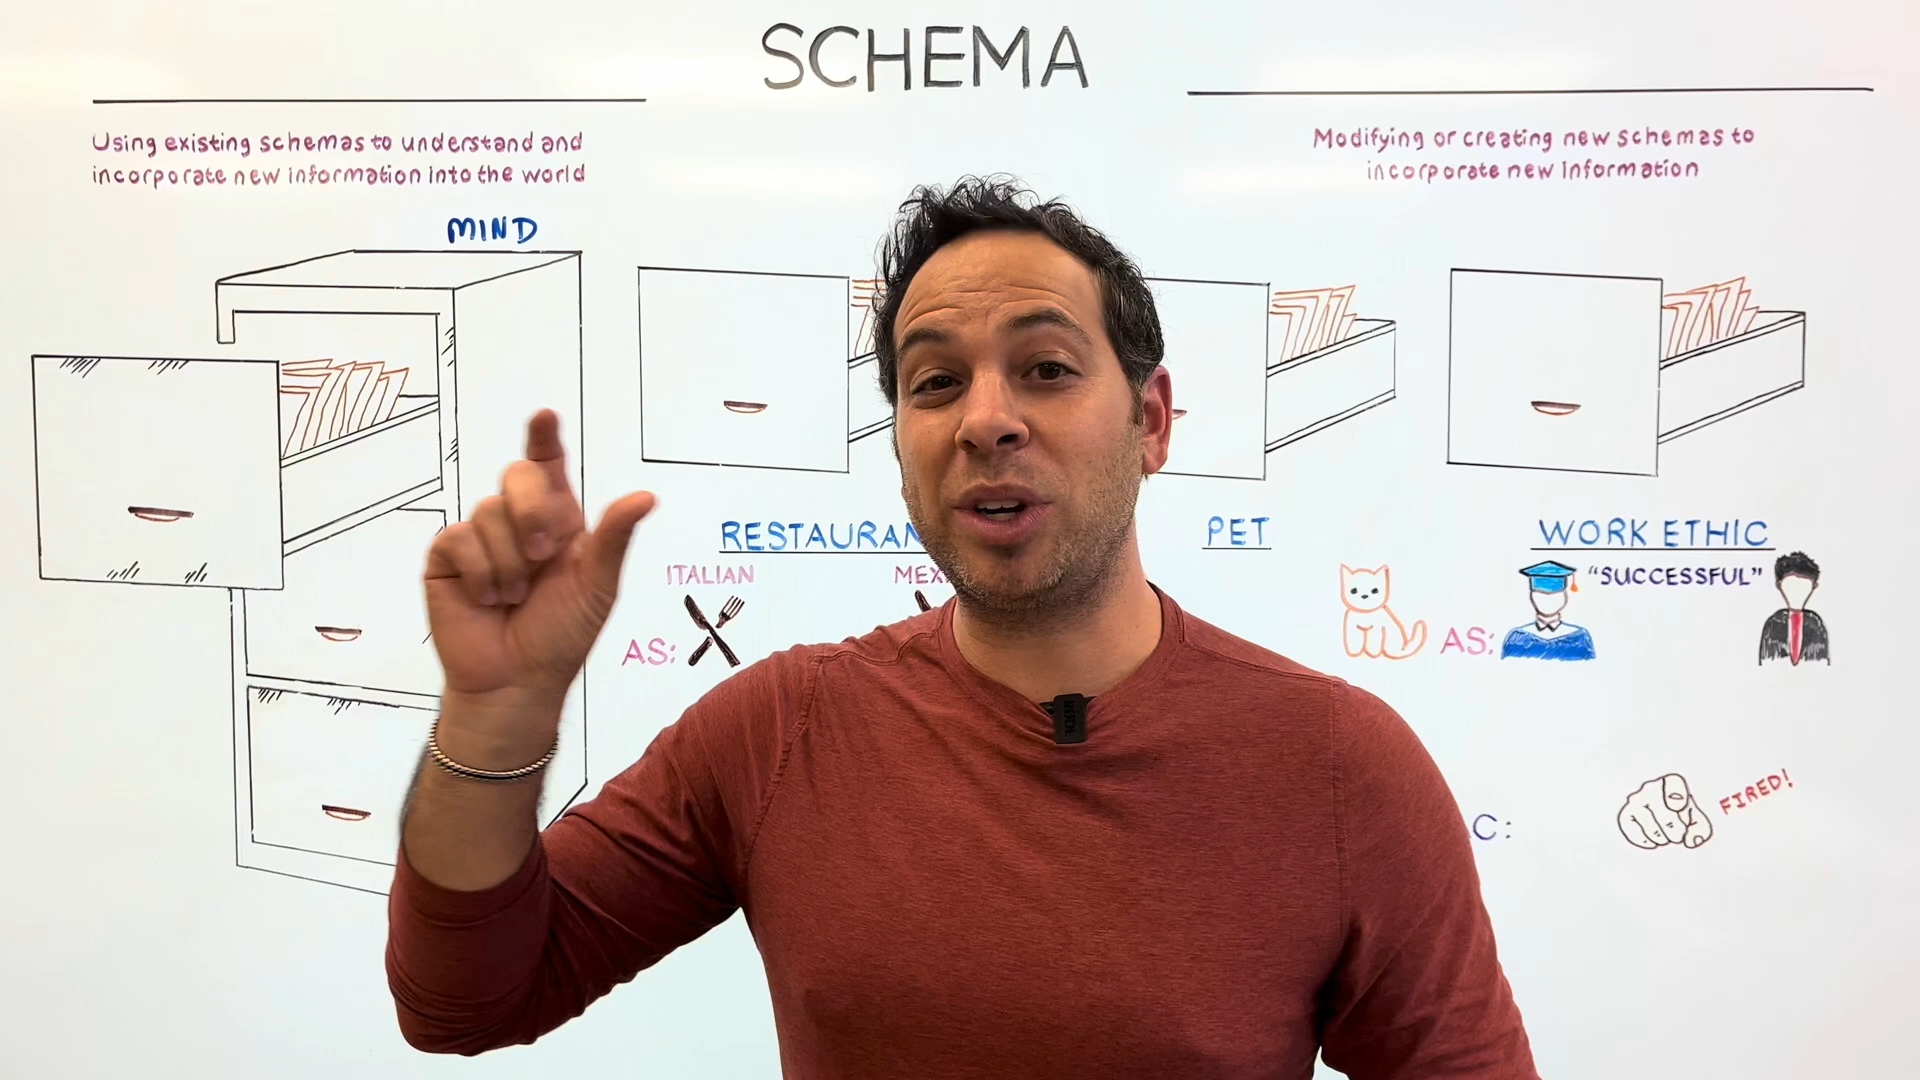 SCHEMA
Using existing schemas to understand and
incorporate new information into the world
Modifying or creating new schemas to
incorporate new information
MIND
RESTAURAN
PET
WORK ETHIC
ITALIAN
MEX
"SUCCESSFUL"
AS:
AS:
C:
FIRED!